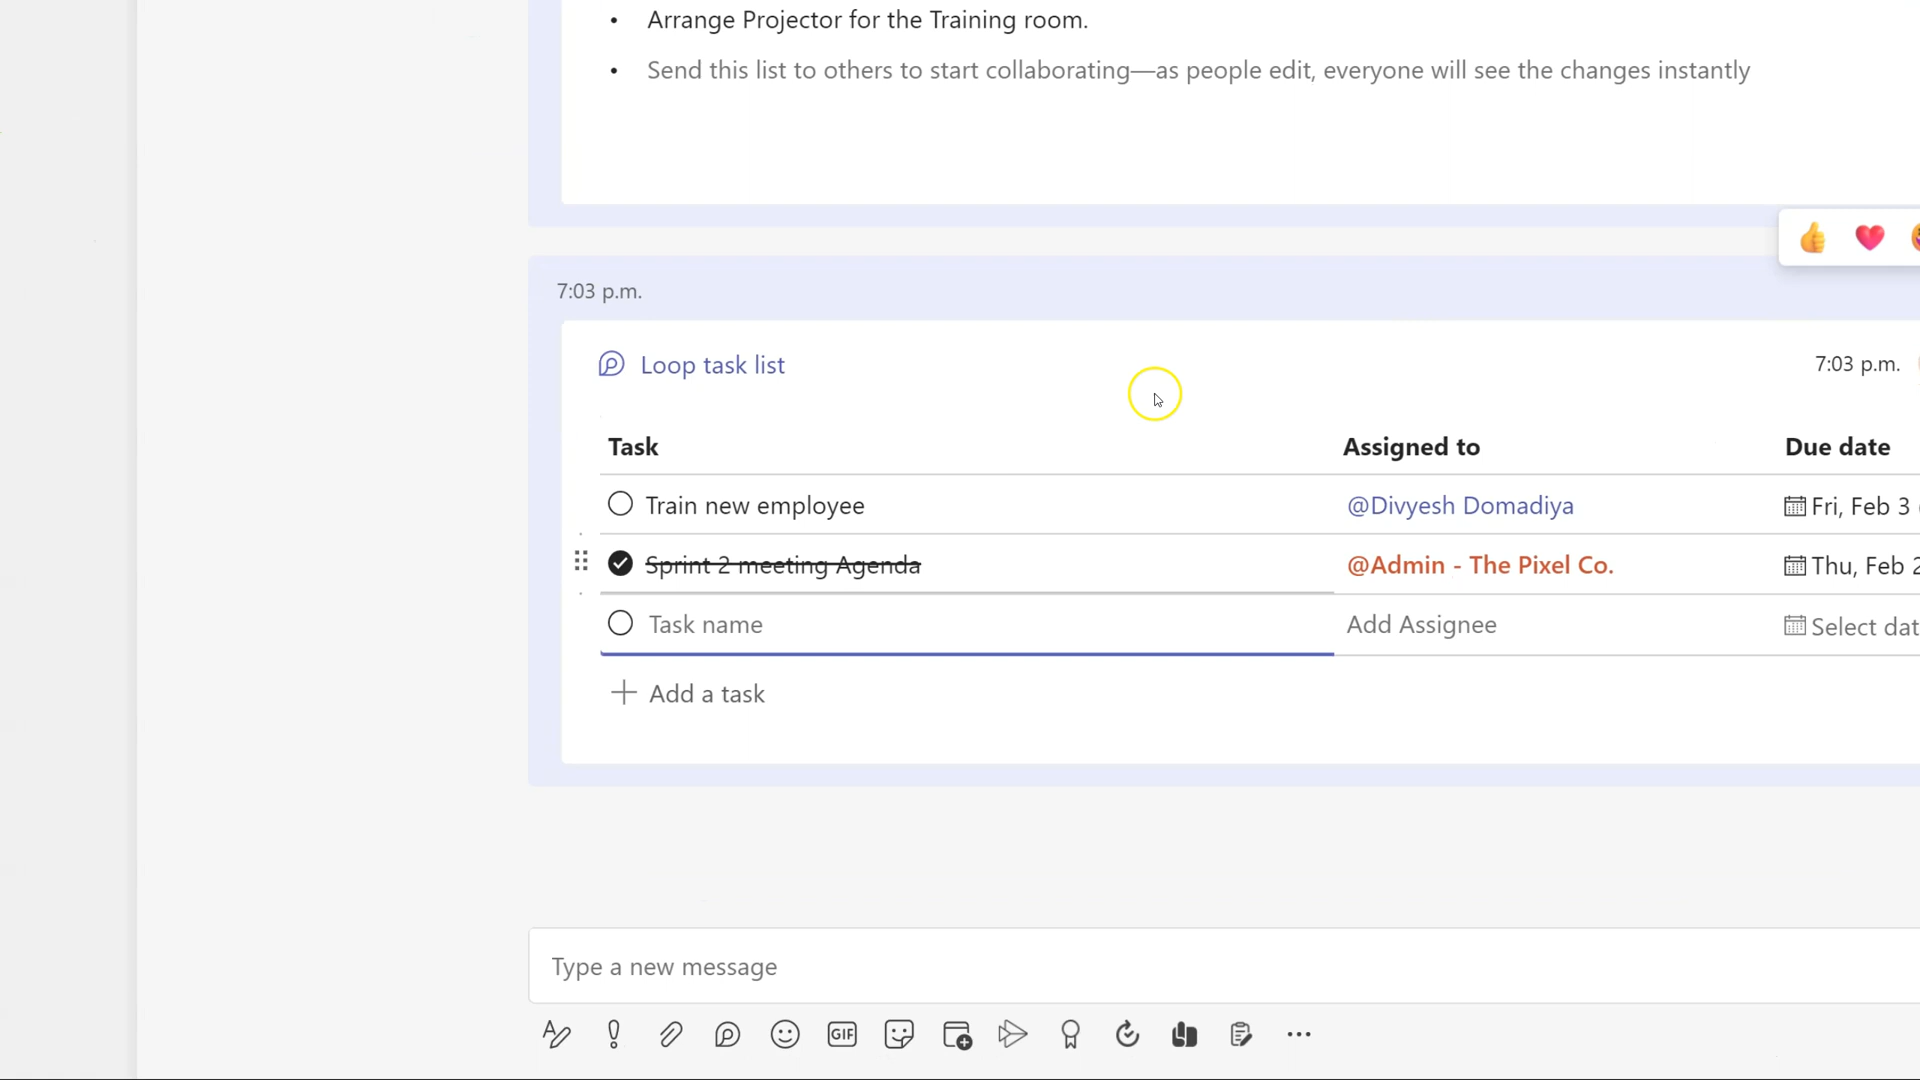 • Arrange Projector for the Training room.
• Send this list to others to start collaborating—as people edit, everyone will see the changes instantly
7:03 p.m.
Loop task list 7:03 p.m.
Task Assigned to Due date
Train new employee @Divyesh Domadiya Fri, Feb 3
Sprint 2 meeting Agenda @Admin - The Pixel Co. Thu, Feb 2
Task name Add Assignee Select dat
Add a task
Type a new message
GIF